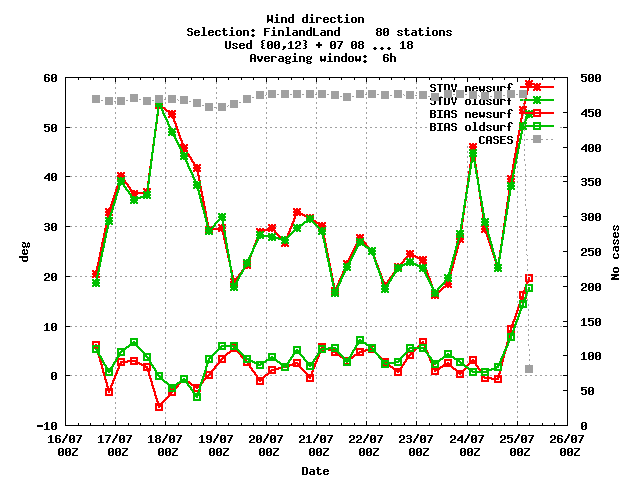 Wind direction
Selection: FinlandLand     80 stations
Used {00,12} + 07 08 ... 18
Averaging window:  6h
60 500
STDV newsurf
STDV oldsurf
BIAS newsurf
BIAS oldsurf
CASES
450
50
400
40
350
300
30
250
20
200
150
10
100
0
50
-10 0
deg
No cases
16/07 17/07 18/07 19/07 20/07 21/07 22/07 23/07 24/07 25/07 26/07
00Z 00Z 00Z 00Z 00Z 00Z 00Z 00Z 00Z 00Z 00Z
Date